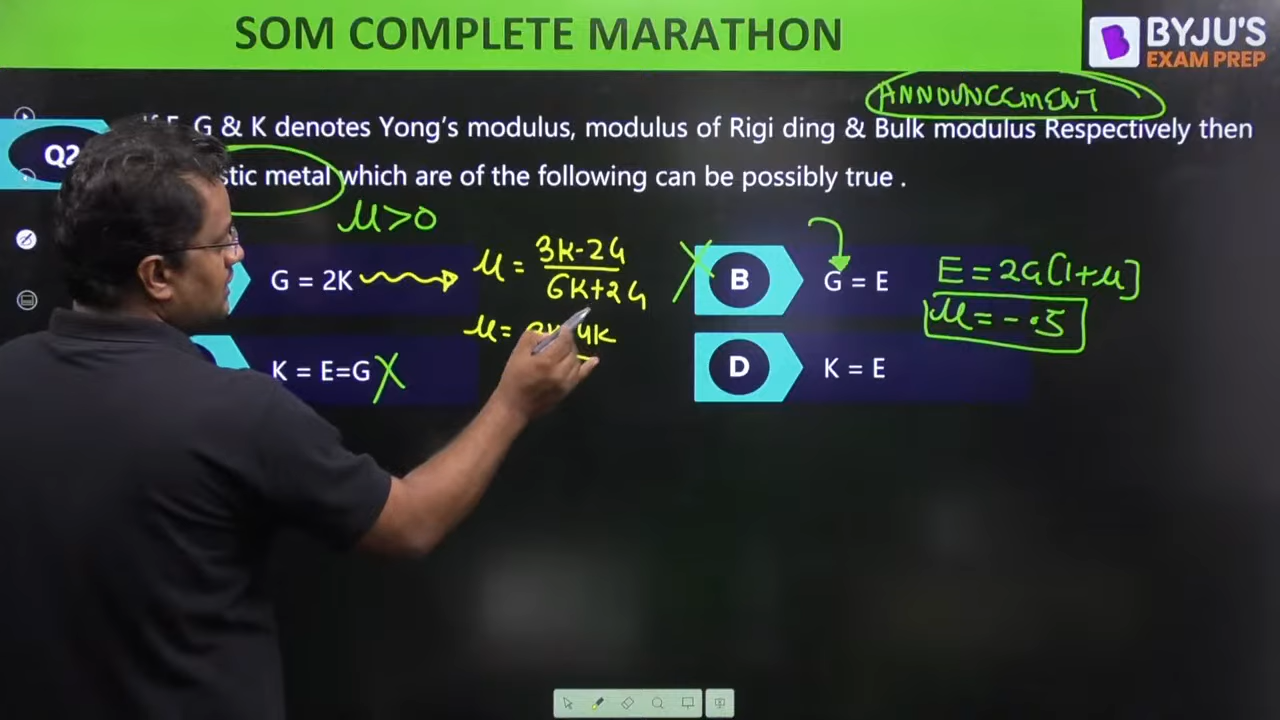 SOM COMPLETE MARATHON
BYJU'S
EXAM PREP
ANNOUNCEMENT
Q2
E, G & K denotes Yong's modulus, modulus of Rigi ding & Bulk modulus Respectively then
stic metal which are of the following can be possibly true .
μ>0
G = 2K
μ = 3K-2G
6K+2G
μ = 4K
B
G = E
E = 2G[1+μ]
μ = -.5
K = E=G
D
K = E